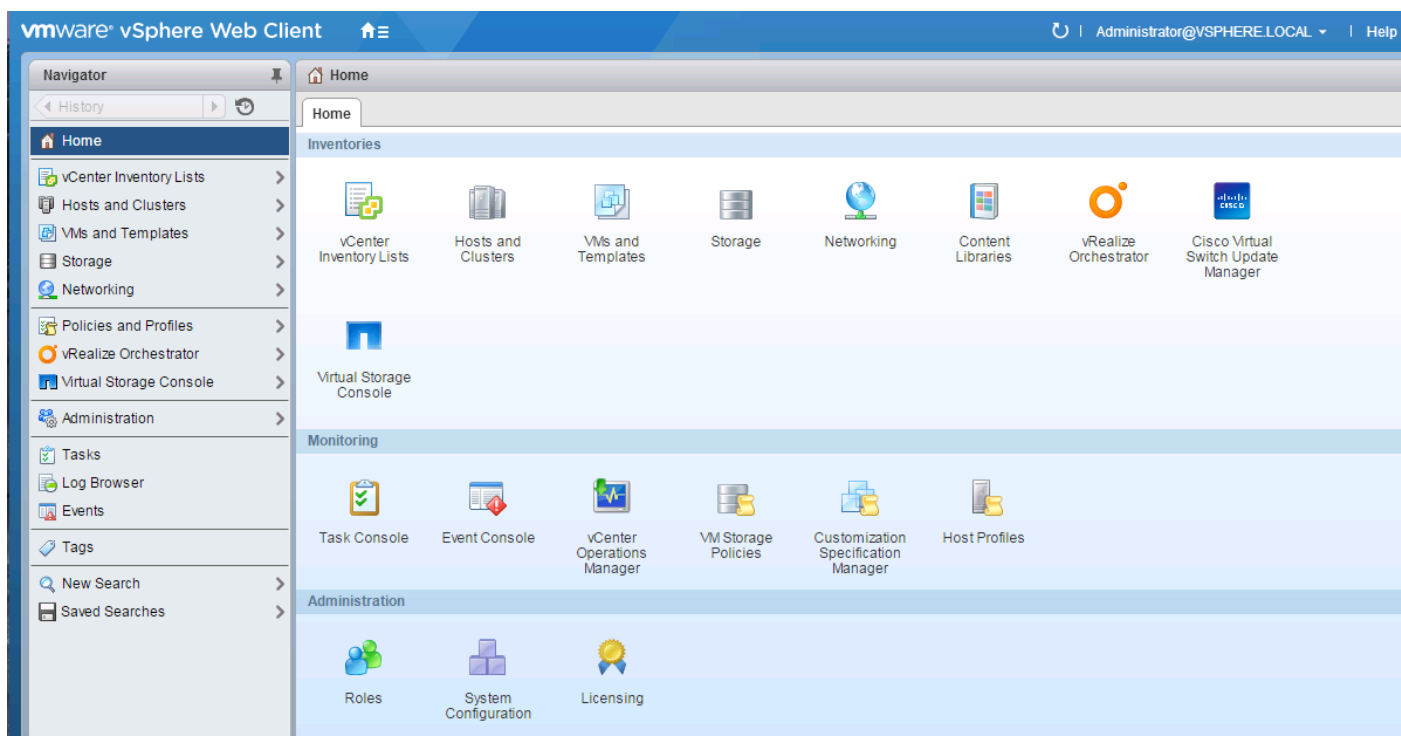 vmware® vSphere Web Client
Administrator@VSPHERE.LOCAL
Help
Navigator
History
Home
vCenter Inventory Lists
Hosts and Clusters
VMs and Templates
Storage
Networking
Policies and Profiles
vRealize Orchestrator
Virtual Storage Console
Administration
Tasks
Log Browser
Events
Tags
New Search
Saved Searches
Home
Home
Inventories
vCenter
Inventory Lists
Hosts and
Clusters
VMs and
Templates
Storage
Networking
Content
Libraries
vRealize
Orchestrator
CISCO
Cisco Virtual
Switch Update
Manager
Virtual Storage
Console
Monitoring
Task Console
Event Console
vCenter
Operations
Manager
VM Storage
Policies
Customization
Specification
Manager
Host Profiles
Administration
Roles
System
Configuration
Licensing